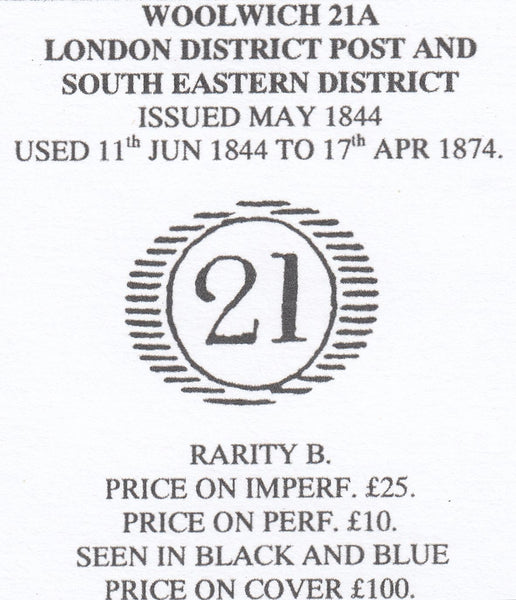 WOOLWICH 21A
LONDON DISTRICT POST AND
SOUTH EASTERN DISTRICT
ISSUED MAY 1844
USED 11th JUN 1844 TO 17th APR 1874.
21
RARITY B.
PRICE ON IMPERF. £25.
PRICE ON PERF. £10.
SEEN IN BLACK AND BLUE
PRICE ON COVER £100.